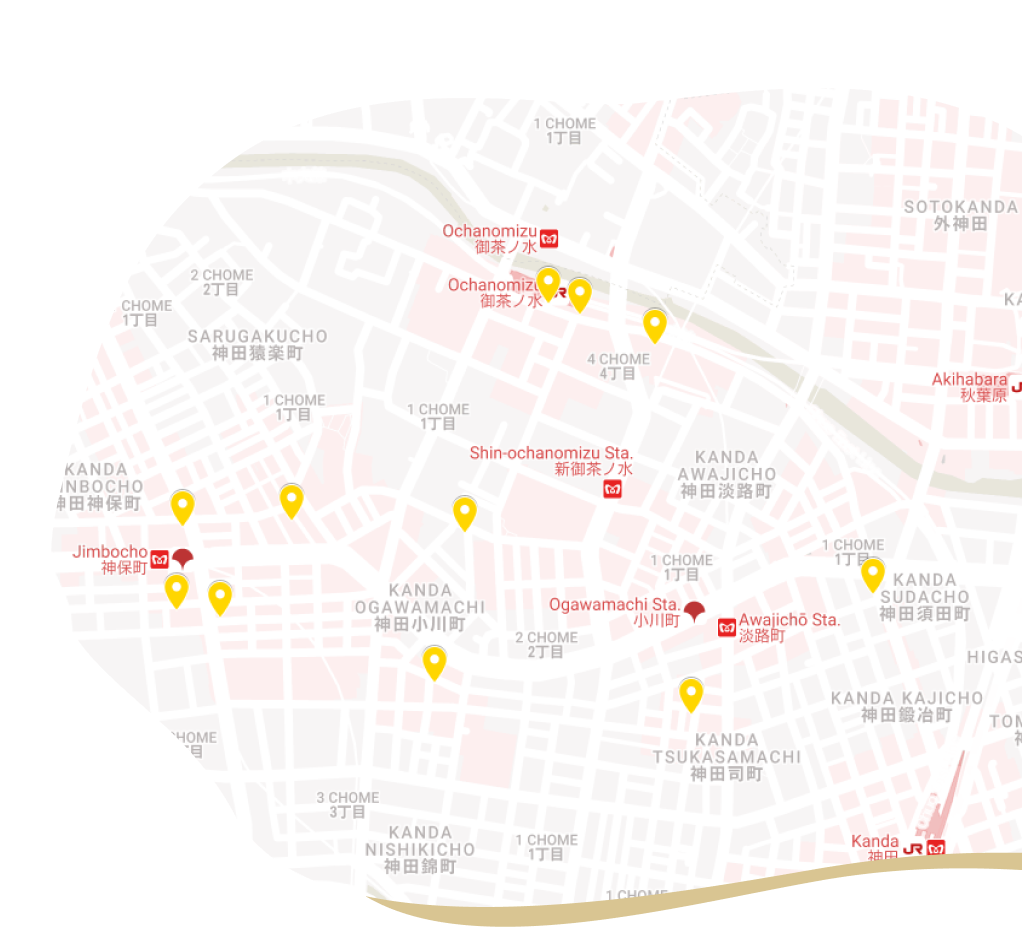 1 CHOME
1丁目
SOTOKANDA
外神田
Ochanomizu
御茶ノ水
2 CHOME
2丁目
Ochanomizu
御茶ノ水
CHOME
1丁目
KA
SARUGAKUCHO
神田猿楽町
4 CHOME
4丁目
Akihabara
秋葉原
1 CHOME
1丁目
1 CHOME
1丁目
Shin-ochanomizu Sta.
新御茶ノ水
KANDA
AWAJICHO
神田淡路町
KANDA
INBOCHO
神田神保町
Jimbocho
神保町
1 CHOME
1丁目
1 CHOME
1丁目
KANDA
SUDACHO
神田須田町
KANDA
OGAWAMACHI
神田小川町
Ogawamachi Sta.
小川町
Awajichō Sta.
淡路町
2 CHOME
2丁目
HIGAS
KANDA KAJICHO
神田鍛冶町
TOM
神
KANDA
TSUKASAMACHI
神田司町
HOME
目
3 CHOME
3丁目
KANDA
NISHIKICHO
神田錦町
1 CHOME
1丁目
Kanda
神田
JR
1 CHOME